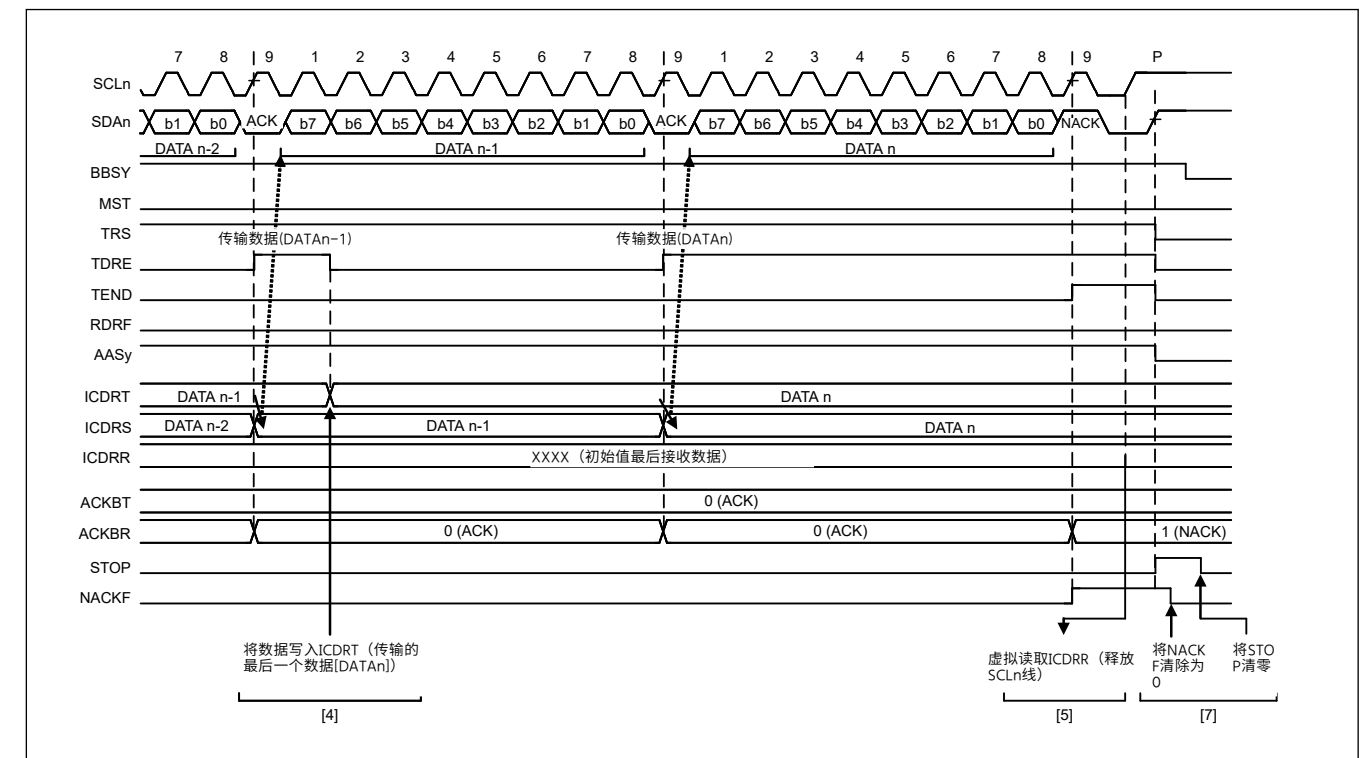 7 8 9 1 2 3 4 5 6 7 8 9 1 2 3 4 5 6 7 8 9 P
SCLn
SDAn b1 b0 ACK b7 b6 b5 b4 b3 b2 b1 b0 ACK b7 b6 b5 b4 b3 b2 b1 b0 NACK
DATA n-2 DATA n-1 DATA n
BBSY
MST
TRS
传输数据(DATAn−1) 传输数据(DATAn)
TDRE
TEND
RDRF
AASy
ICDRT DATA n-1 DATA n
ICDRS DATA n-2 DATA n-1 DATA n
ICDRR XXXX（初始值最后接收数据）
ACKBT 0 (ACK)
ACKBR 0 (ACK) 0 (ACK) 1 (NACK)
STOP
NACKF
将数据写入ICDRT（传输的
最后一个数据[DATAn]）
虚拟读取ICDRR（释放
SCLn线）
将NACK
F清除为
0
将STO
P清零
[4] [5] [7]